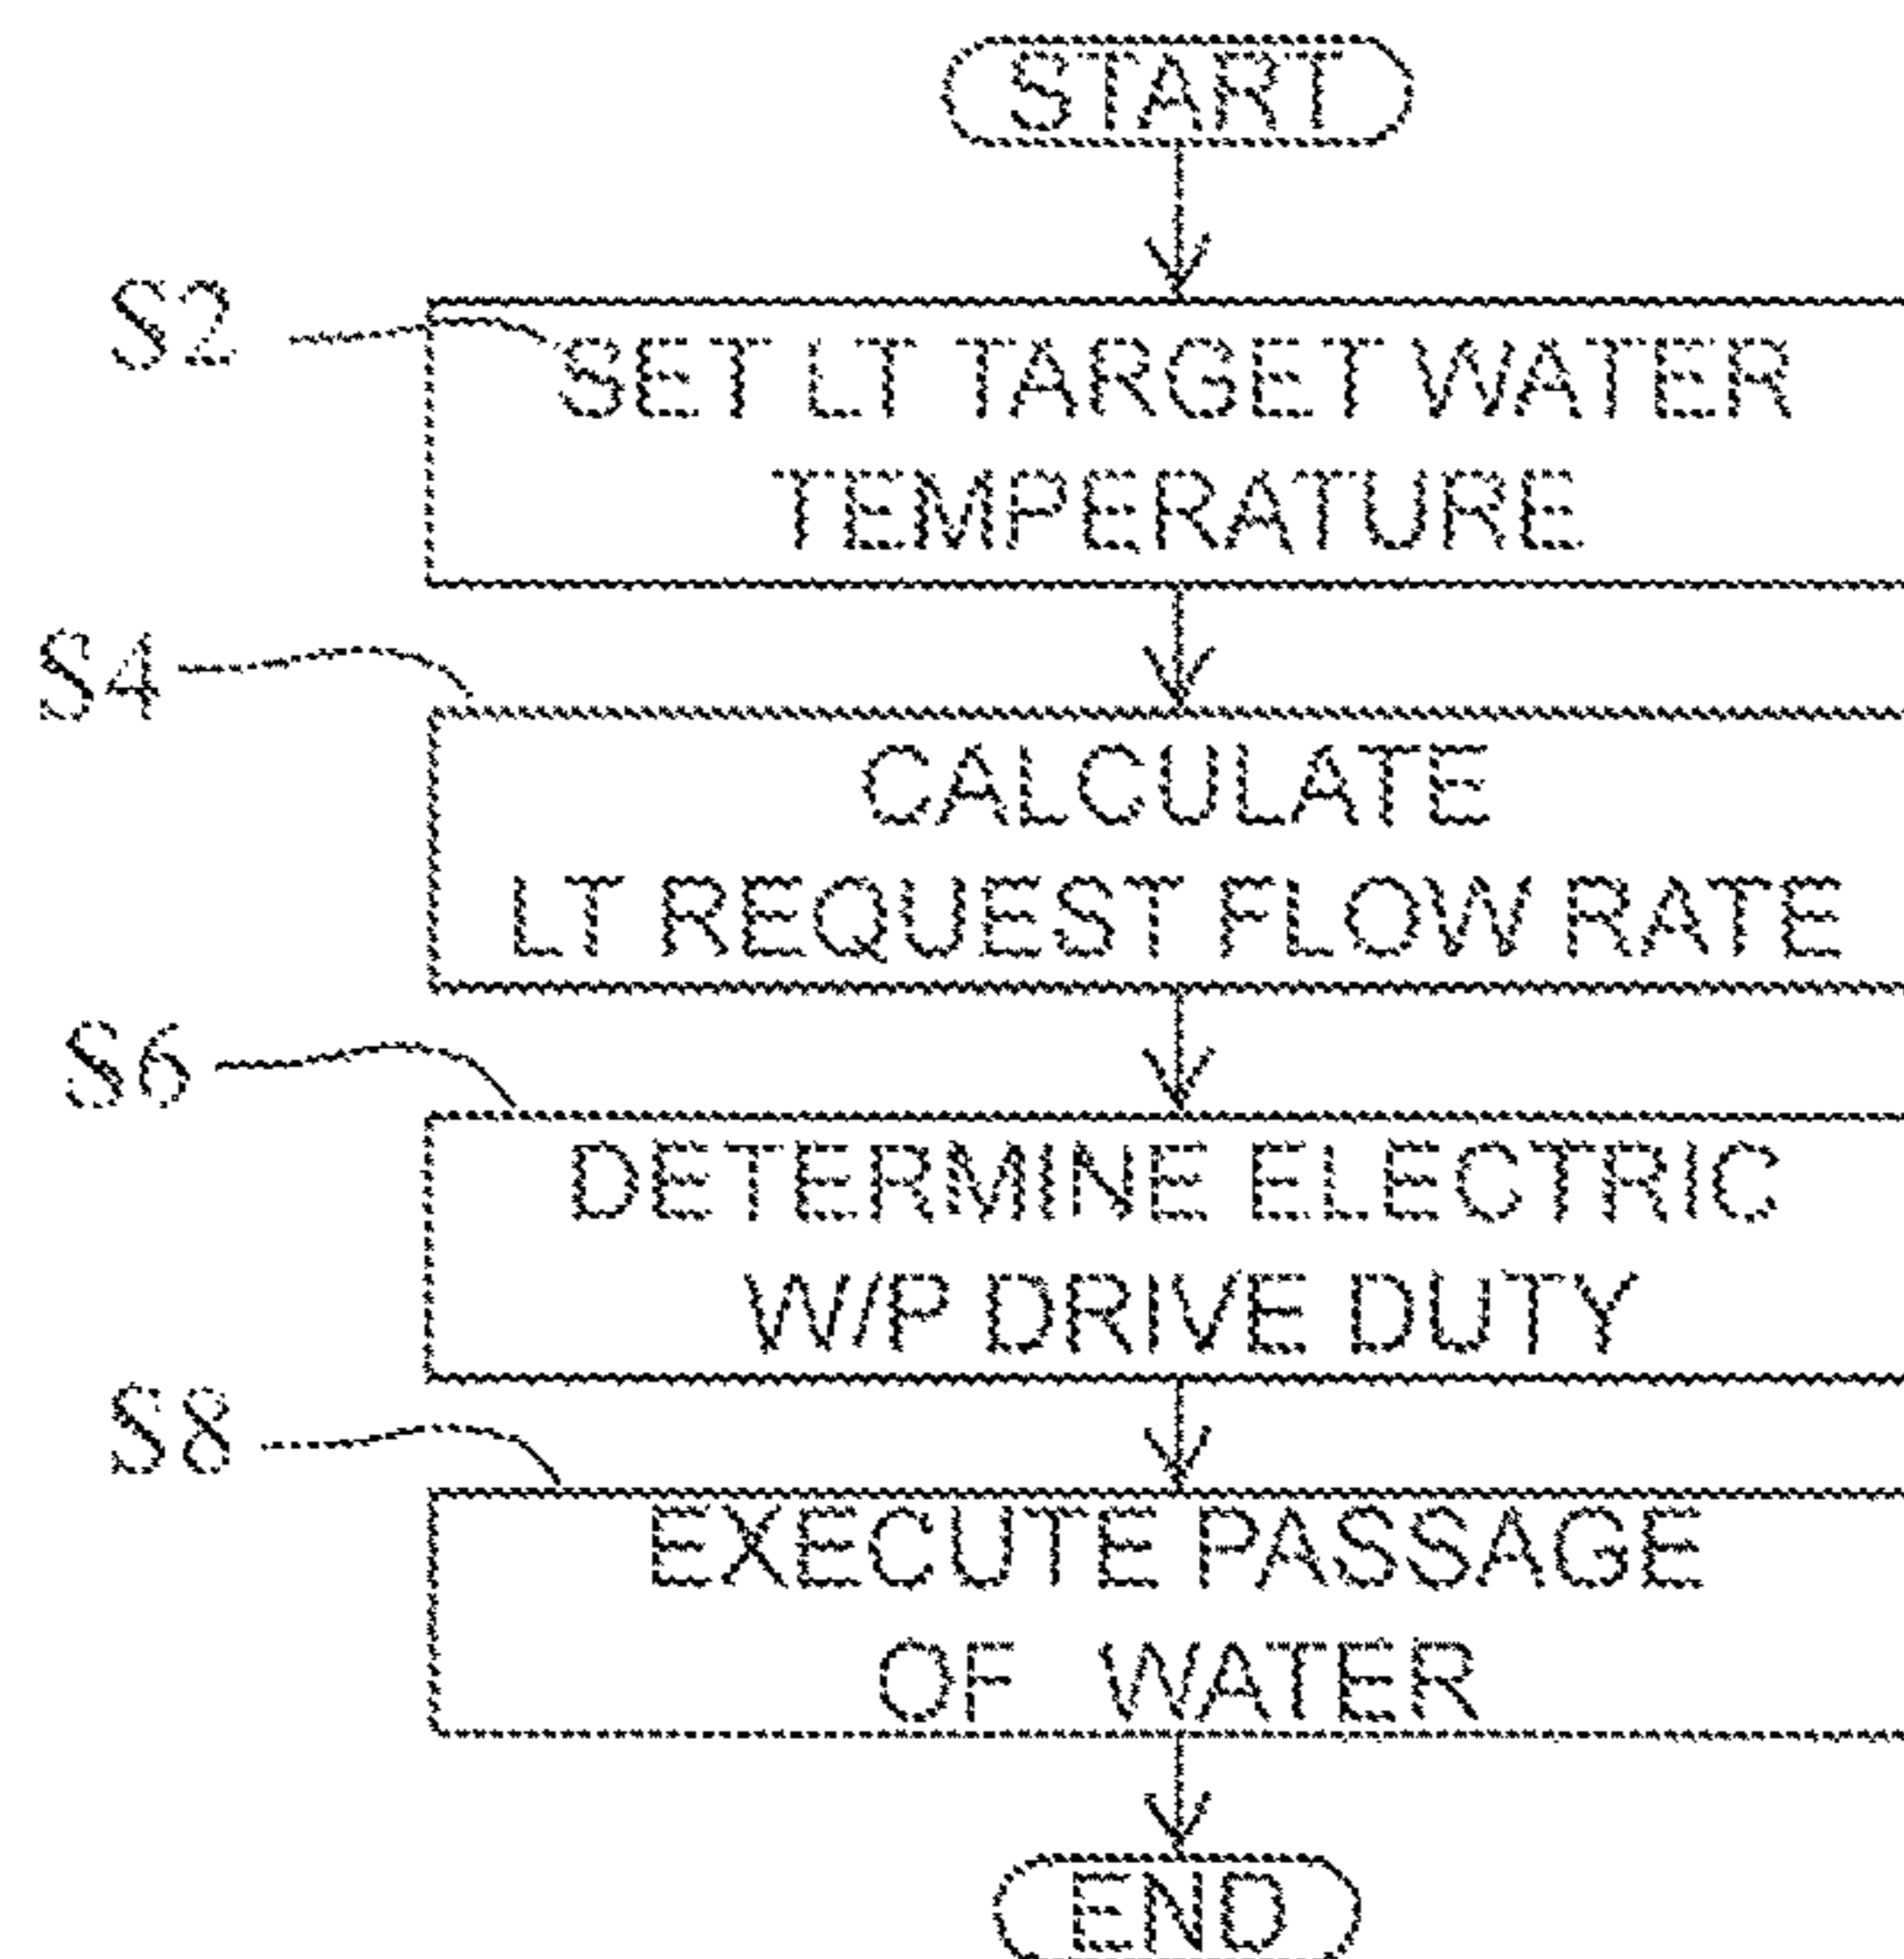 START
S2
SET LT TARGET WATER
TEMPERATURE
S4
CALCULATE
LT REQUEST FLOW RATE
S6
DETERMINE ELECTRIC
W/P DRIVE DUTY
S8
EXECUTE PASSAGE
OF WATER
END